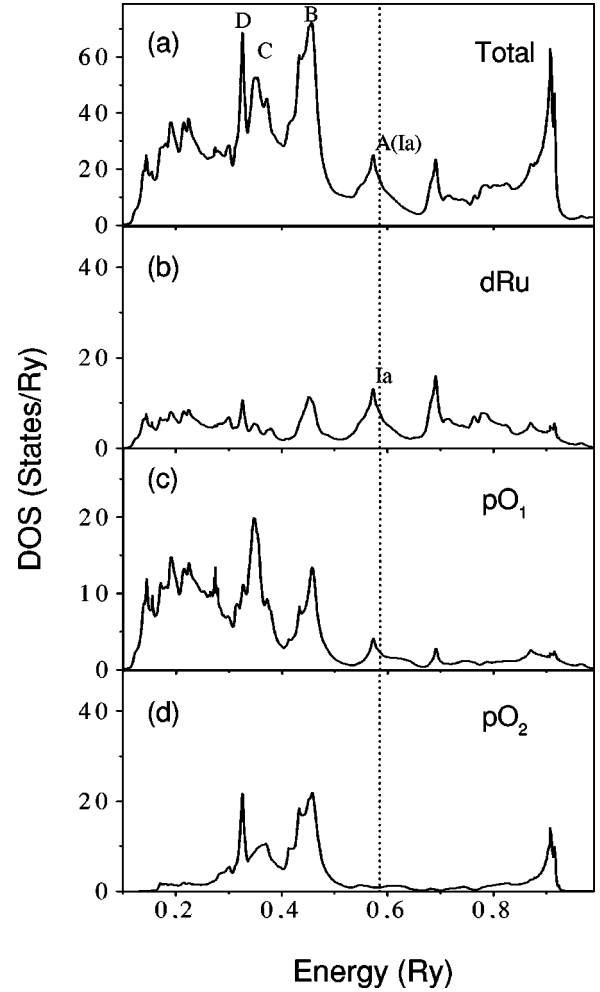 (a)
D
C
B
Total
A(Ia)
60
40
20
0
(b)
dRu
Ia
40
20
0
(c)
pO₁
20
10
0
(d)
pO₂
40
20
0
0.2 0.4 0.6 0.8
DOS (States/Ry)
Energy (Ry)